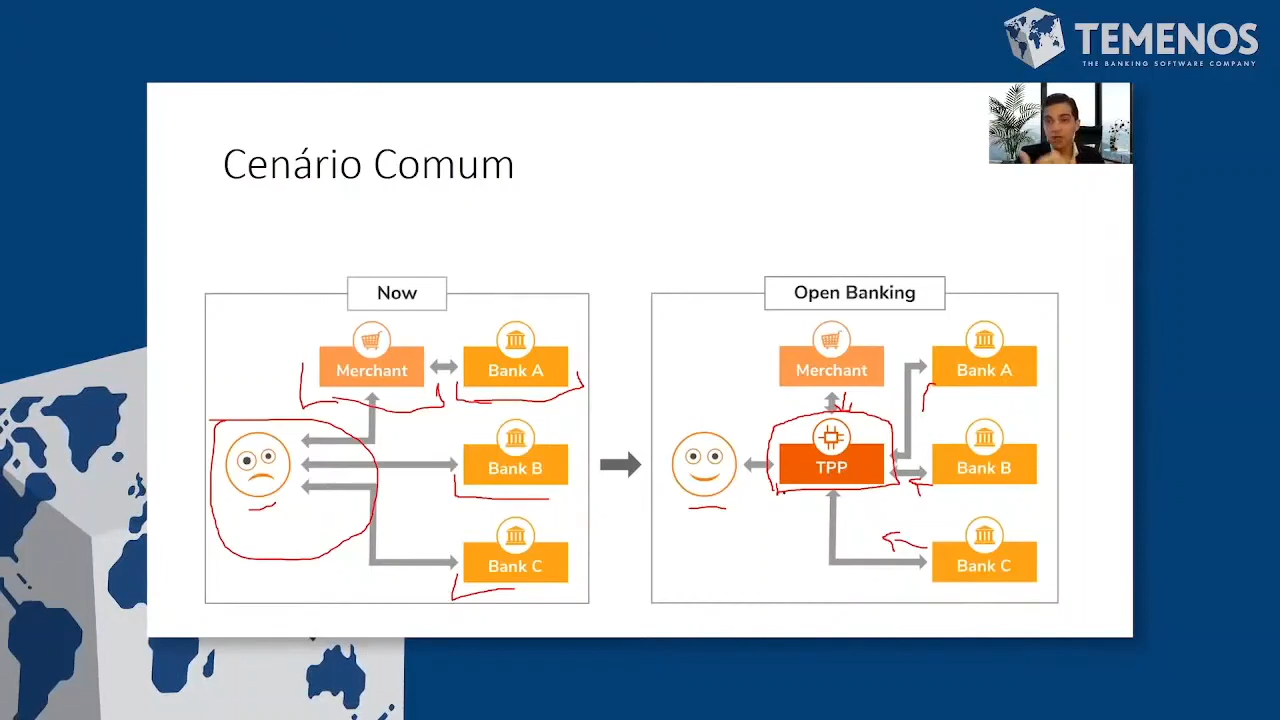 TEMENOS
THE BANKING SOFTWARE COMPANY
Cenário Comum
Now
Merchant
Bank A
Bank B
Bank C
Open Banking
Merchant
Bank A
TPP
Bank B
Bank C